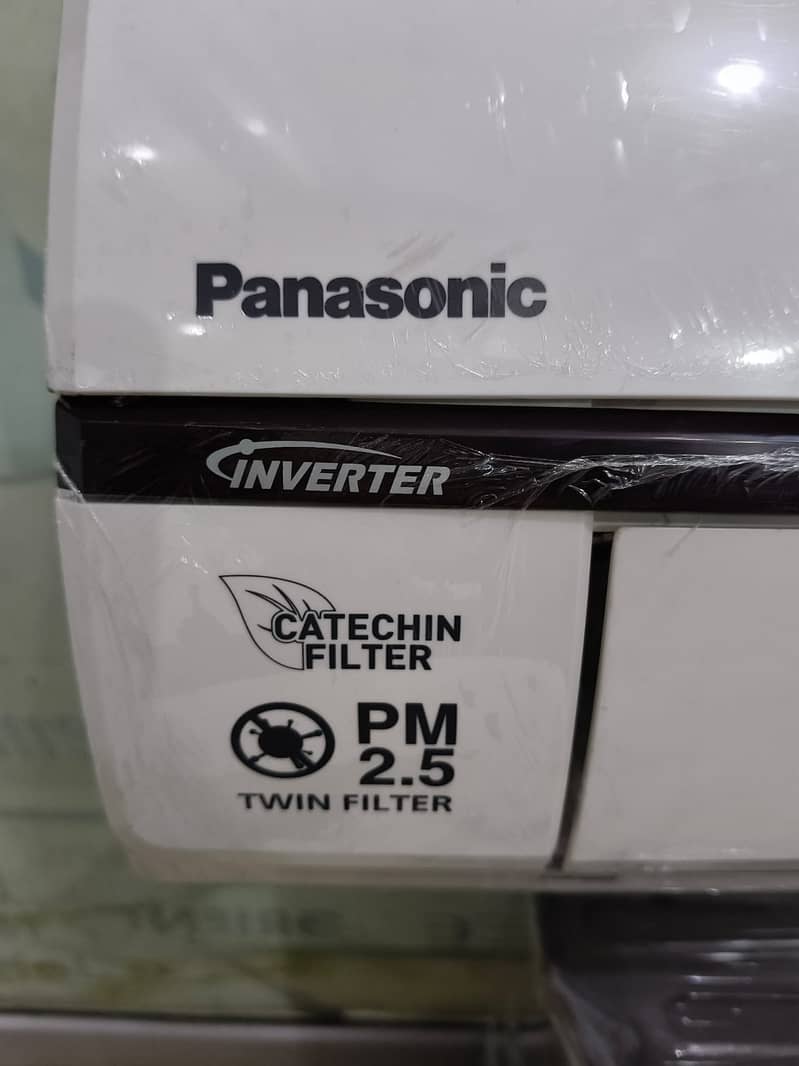 Panasonic
INVERTER
CATECHIN
FILTER
PM
2.5
TWIN FILTER